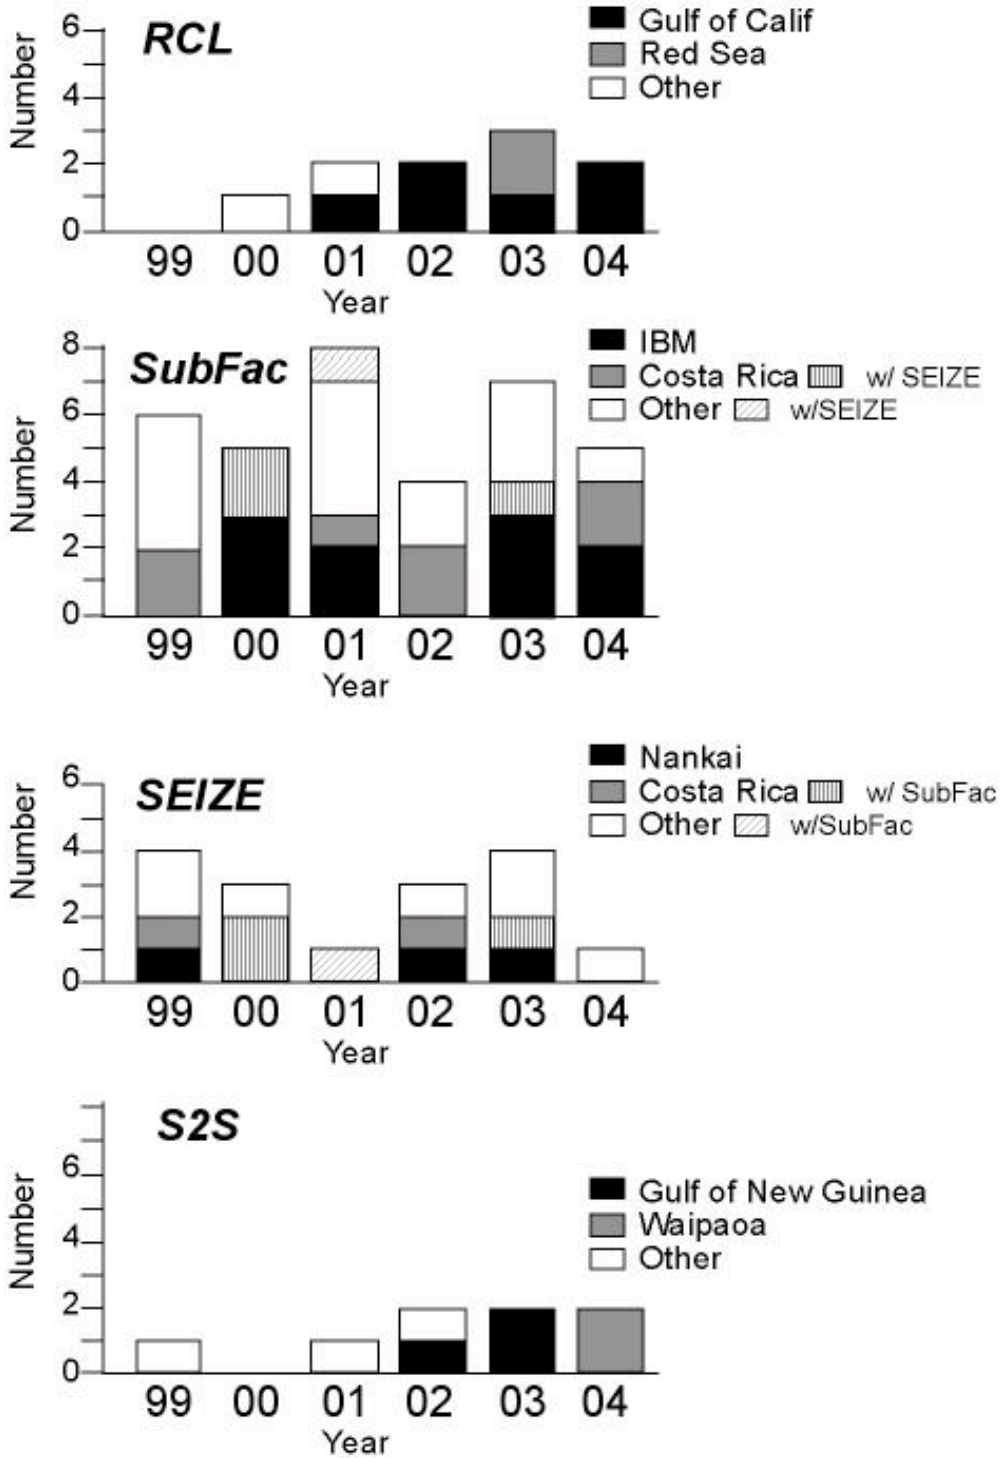 RCL
Gulf of Calif
Red Sea
Other
Number
6
4
2
0
99 00 01 02 03 04
Year
SubFac
IBM
Costa Rica w/ SEIZE
Other w/SEIZE
Number
8
6
4
2
0
99 00 01 02 03 04
Year
SEIZE
Nankai
Costa Rica w/ SubFac
Other w/SubFac
Number
6
4
2
0
99 00 01 02 03 04
Year
S2S
Gulf of New Guinea
Waipaoa
Other
Number
6
4
2
0
99 00 01 02 03 04
Year